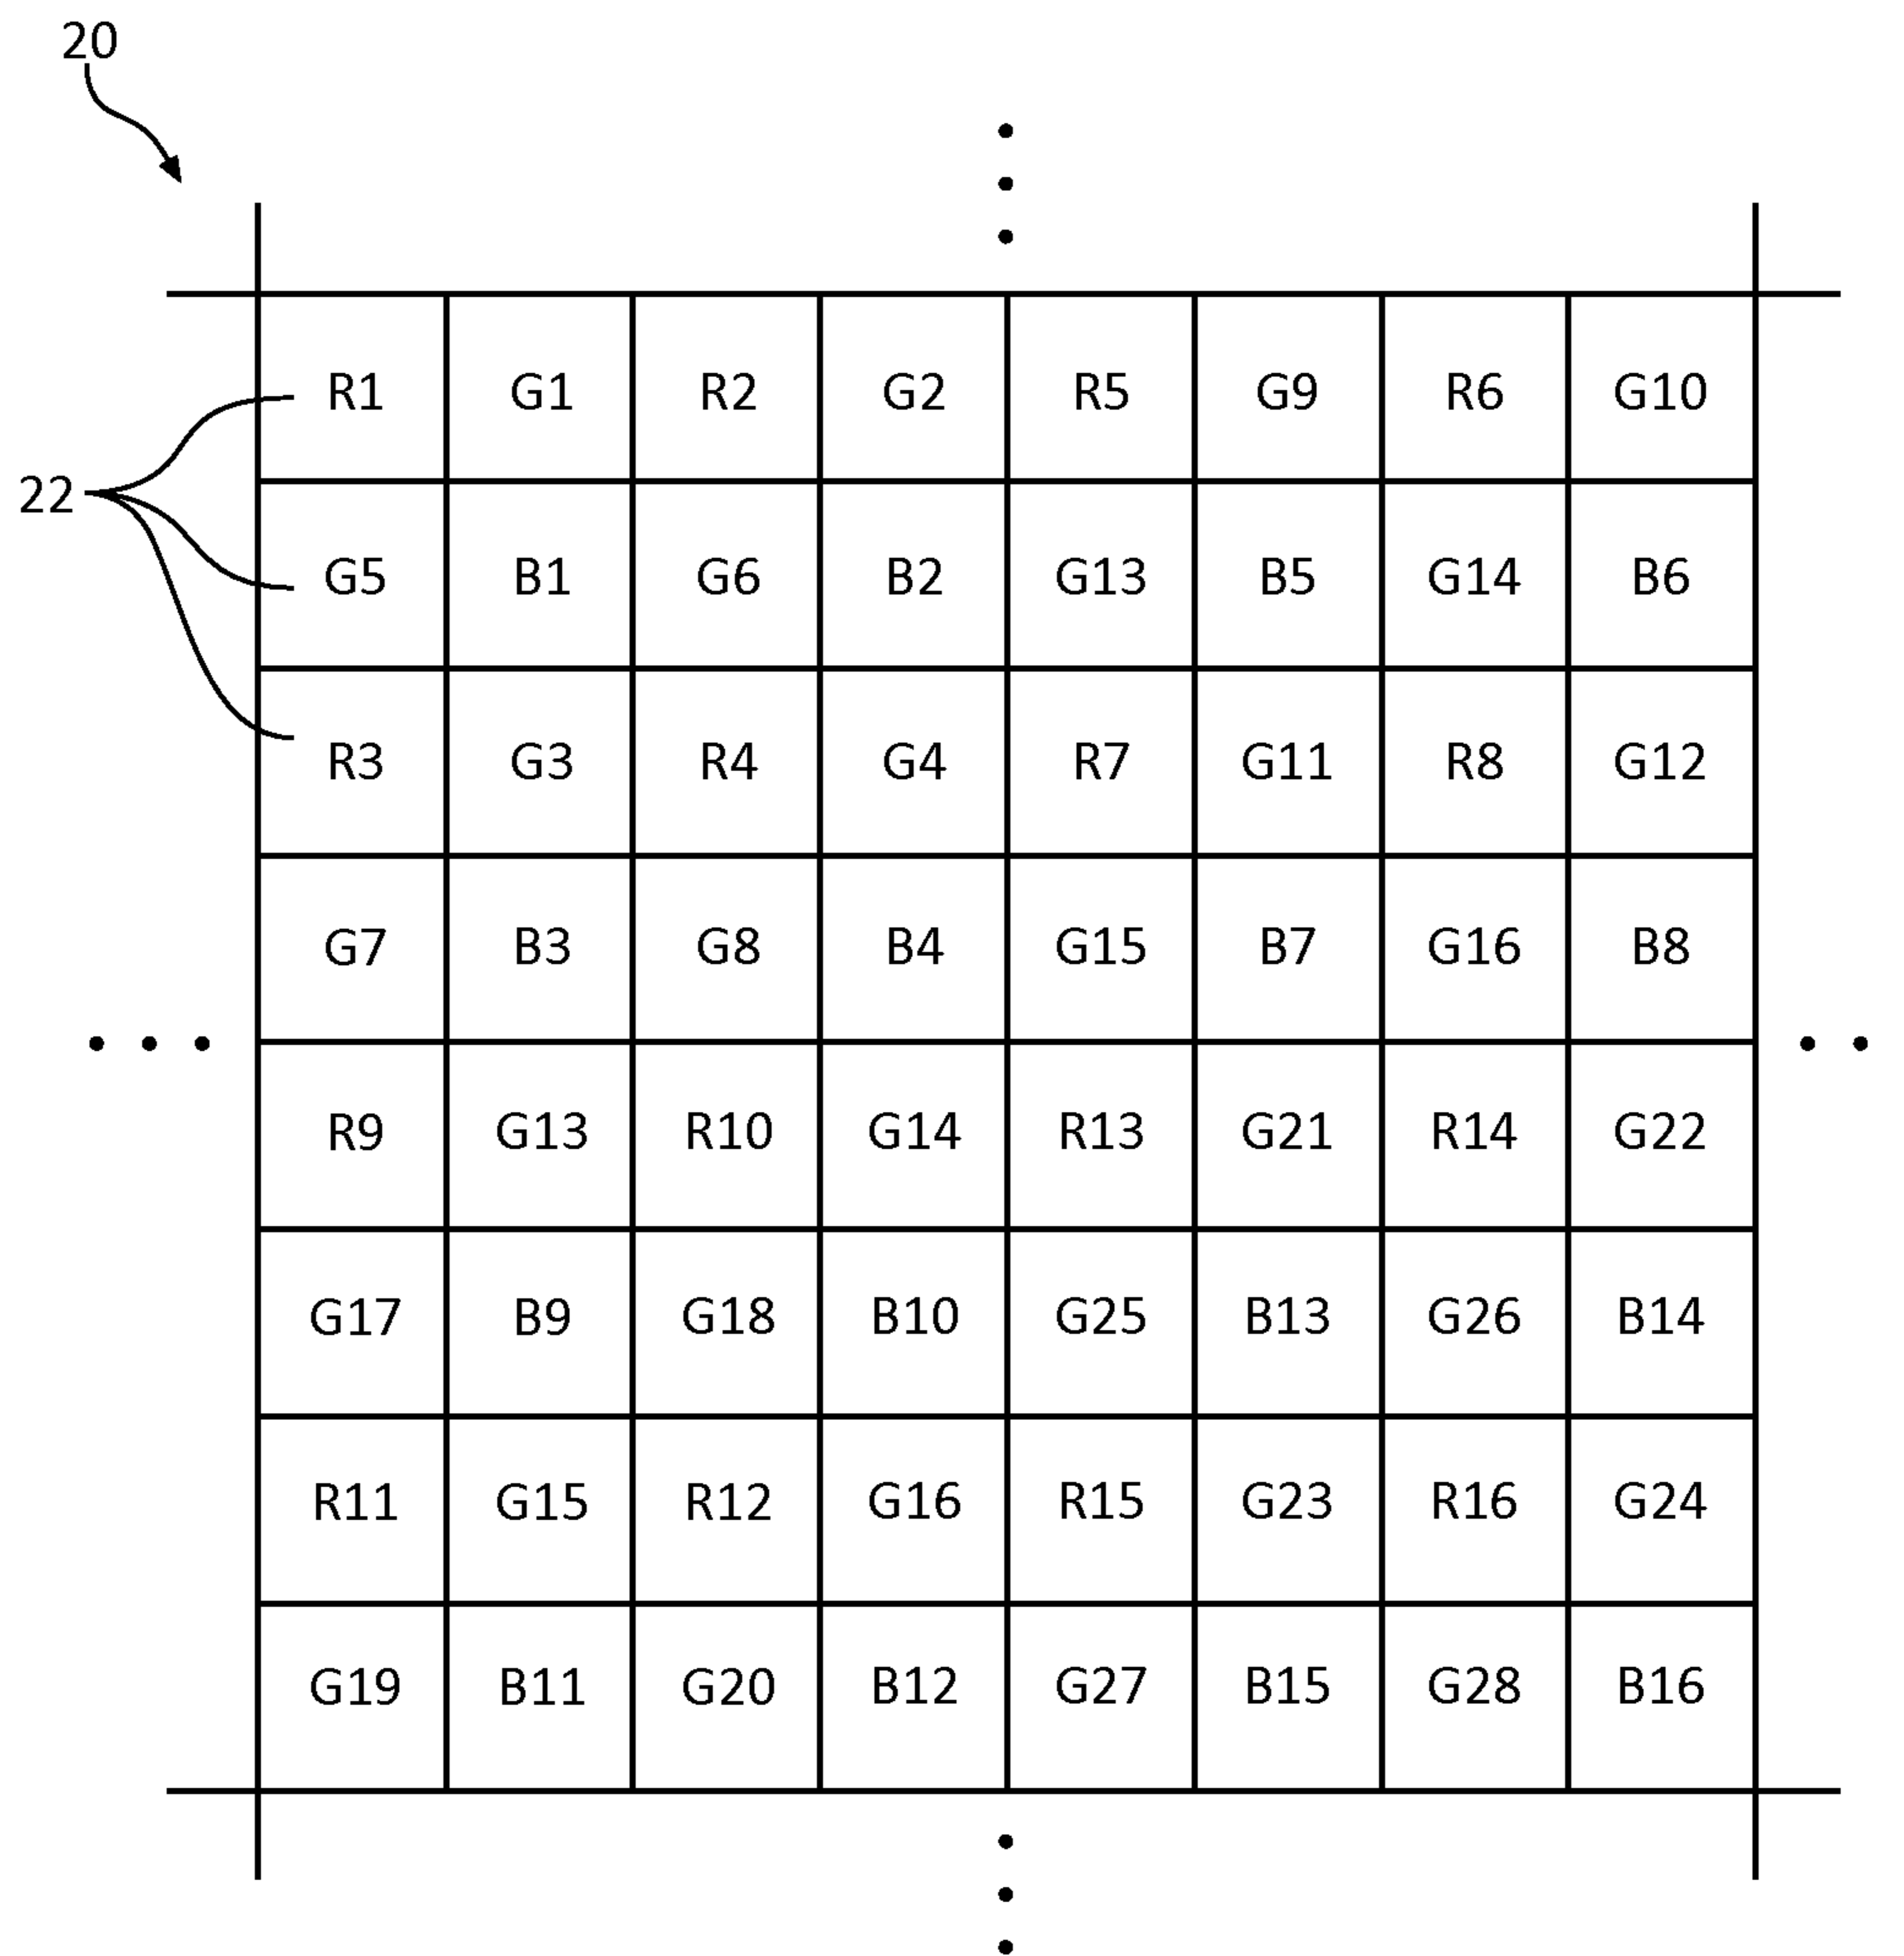 20
R1 G1 R2 G2 R5 G9 R6 G10
22
G5 B1 G6 B2 G13 B5 G14 B6
R3 G3 R4 G4 R7 G11 R8 G12
G7 B3 G8 B4 G15 B7 G16 B8
R9 G13 R10 G14 R13 G21 R14 G22
G17 B9 G18 B10 G25 B13 G26 B14
R11 G15 R12 G16 R15 G23 R16 G24
G19 B11 G20 B12 G27 B15 G28 B16